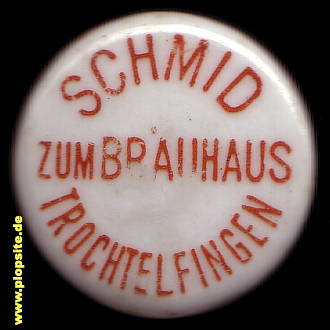 SCHMID
ZUM BRÄUHAUS
TROCHTELFINGEN
www.plopsite.de